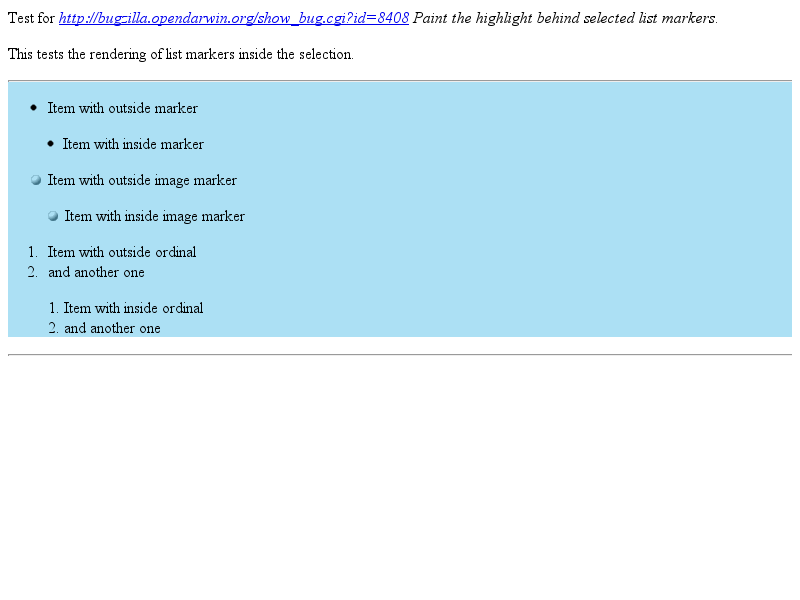 Test for http://bugzilla.opendarwin.org/show_bug.cgi?id=8408 Paint the highlight behind selected list markers.
This tests the rendering of list markers inside the selection.
• Item with outside marker
• Item with inside marker
Item with outside image marker
Item with inside image marker
1. Item with outside ordinal
2. and another one
1. Item with inside ordinal
2. and another one